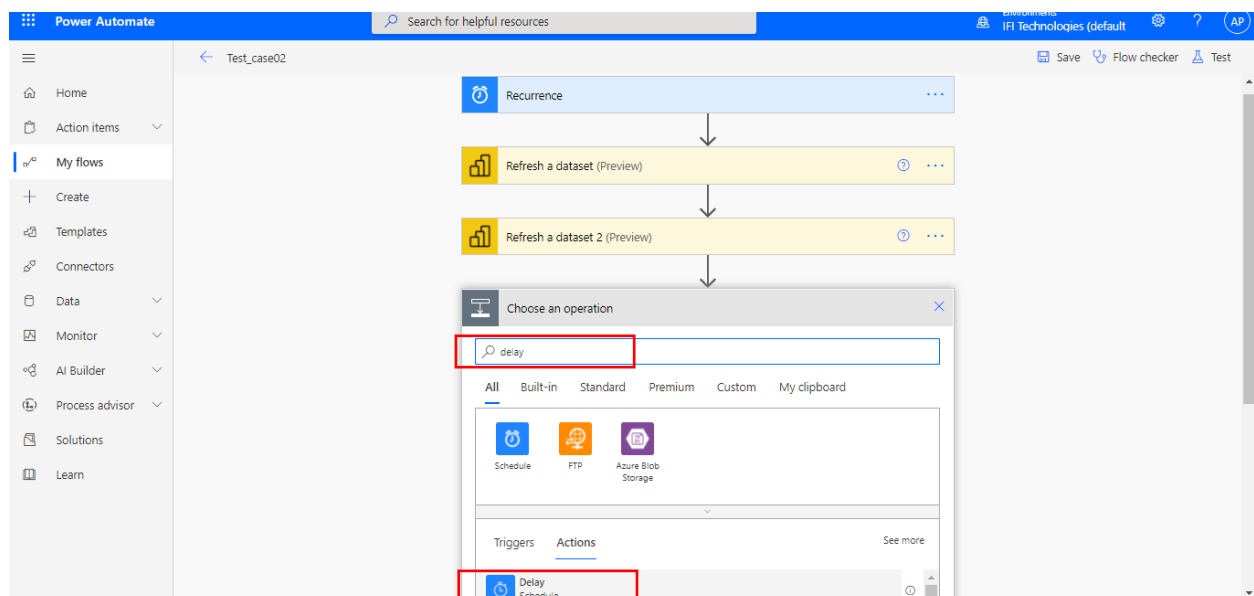 Power Automate
Search for helpful resources
Environments
IFI Technologies (default
?
AP
Test_case02
Save
Flow checker
Test
Home
Action items
My flows
Create
Templates
Connectors
Data
Monitor
AI Builder
Process advisor
Solutions
Learn
Recurrence
Refresh a dataset (Preview)
Refresh a dataset 2 (Preview)
Choose an operation
delay
All Built-in Standard Premium Custom My clipboard
Schedule FTP Azure Blob
Storage
Triggers Actions See more
Delay
Schedule